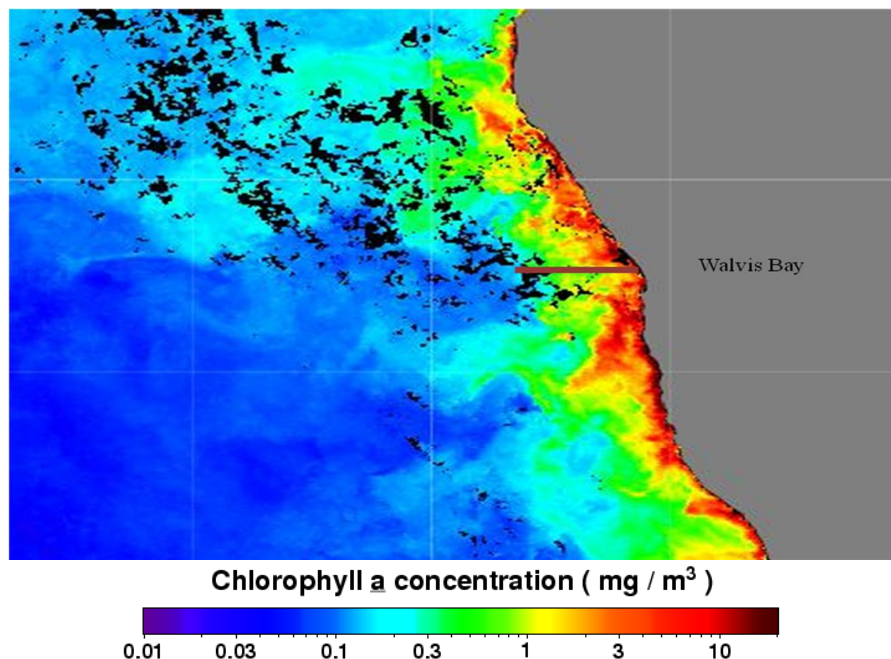 Walvis Bay
Chlorophyll a concentration ( mg / m³ )
0.01 0.03 0.1 0.3 1 3 10